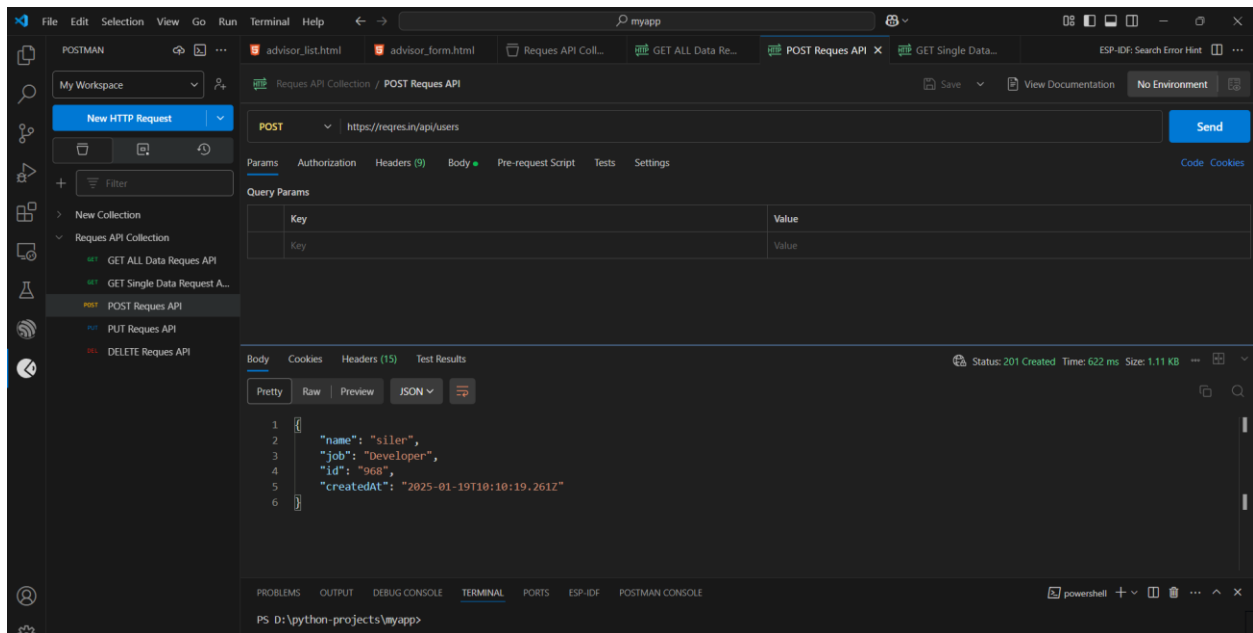 File Edit Selection View Go Run Terminal Help myapp
POSTMAN advisor_list.html advisor_form.html Reques API Coll... GET ALL Data Re... POST Reques API GET Single Data... ESP-IDF: Search Error Hint
My Workspace Reques API Collection / POST Reques API Save View Documentation No Environment
New HTTP Request
POST https://reqres.in/api/users Send
Params Authorization Headers (9) Body Pre-request Script Tests Settings Code Cookies
Filter
Query Params
New Collection
Key Value
Reques API Collection
Key Value
GET GET ALL Data Reques API
GET GET Single Data Request A...
POST POST Reques API
PUT PUT Reques API
DEL DELETE Reques API
Body Cookies Headers (15) Test Results Status: 201 Created Time: 622 ms Size: 1.11 KB
Pretty Raw Preview JSON
1 {
2 "name": "siler",
3 "job": "Developer",
4 "id": "968",
5 "createdAt": "2025-01-19T10:10:19.261Z"
6 }
PROBLEMS OUTPUT DEBUG CONSOLE TERMINAL PORTS ESP-IDF POSTMAN CONSOLE powershell
PS D:\python-projects\myapp>